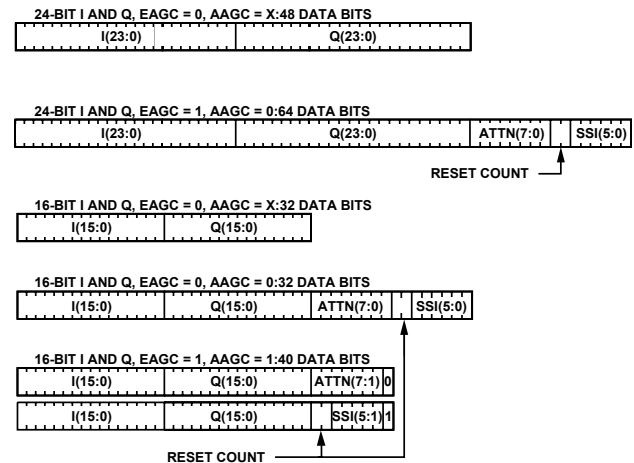 24-BIT I AND Q, EAGC = 0, AAGC = X:48 DATA BITS
I(23:0) Q(23:0)
24-BIT I AND Q, EAGC = 1, AAGC = 0:64 DATA BITS
I(23:0) Q(23:0) ATTN(7:0) SSI(5:0)
RESET COUNT
16-BIT I AND Q, EAGC = 0, AAGC = X:32 DATA BITS
I(15:0) Q(15:0)
16-BIT I AND Q, EAGC = 0, AAGC = 0:32 DATA BITS
I(15:0) Q(15:0) ATTN(7:0) SSI(5:0)
16-BIT I AND Q, EAGC = 1, AAGC = 1:40 DATA BITS
I(15:0) Q(15:0) ATTN(7:1) 0
I(15:0) Q(15:0) SSI(5:1) 1
RESET COUNT